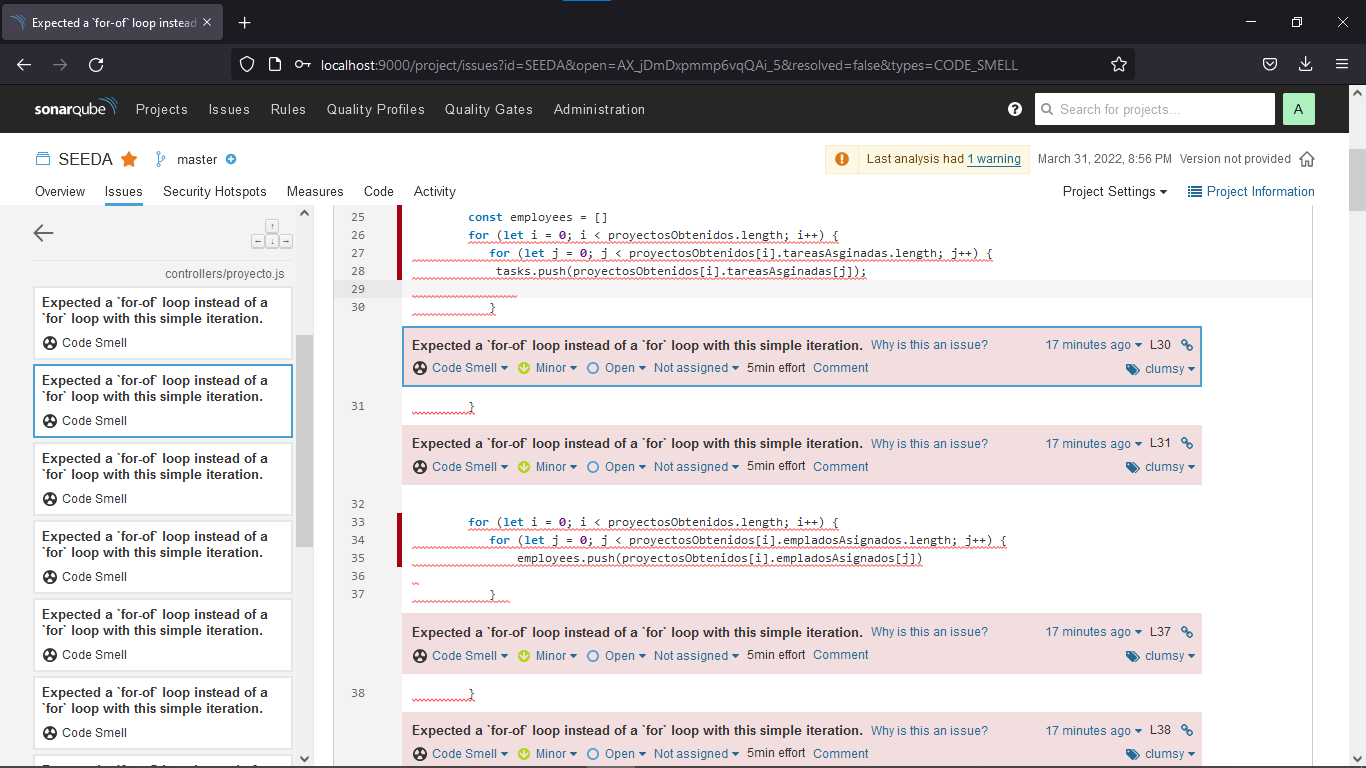 Expected a `for-of` loop instead
localhost:9000/project/issues?id=SEEDA&open=AX_jDmDxpmmp6vqQAi_5&resolved=false&types=CODE_SMELL
sonarqube Projects Issues Rules Quality Profiles Quality Gates Administration ? Search for projects... A
SEEDA master Last analysis had 1 warning March 31, 2022, 8:56 PM Version not provided
Overview Issues Security Hotspots Measures Code Activity Project Settings Project Information
controllers/proyecto.js
Expected a `for-of` loop instead of a
`for` loop with this simple iteration.
Code Smell
Expected a `for-of` loop instead of a
`for` loop with this simple iteration.
Code Smell
Expected a `for-of` loop instead of a
`for` loop with this simple iteration.
Code Smell
Expected a `for-of` loop instead of a
`for` loop with this simple iteration.
Code Smell
Expected a `for-of` loop instead of a
`for` loop with this simple iteration.
Code Smell
Expected a `for-of` loop instead of a
`for` loop with this simple iteration.
Code Smell
25 const employees = []
26 for (let i = 0; i < proyectosObtenidos.length; i++) {
27 for (let j = 0; j < proyectosObtenidos[i].tareasAsginadas.length; j++) {
28 tasks.push(proyectosObtenidos[i].tareasAsginadas[j]);
29
30 }
Expected a `for-of` loop instead of a `for` loop with this simple iteration. Why is this an issue? 17 minutes ago L30
Code Smell Minor Open Not assigned 5min effort Comment clumsy
31 }
Expected a `for-of` loop instead of a `for` loop with this simple iteration. Why is this an issue? 17 minutes ago L31
Code Smell Minor Open Not assigned 5min effort Comment clumsy
32
33 for (let i = 0; i < proyectosObtenidos.length; i++) {
34 for (let j = 0; j < proyectosObtenidos[i].empladosAsignados.length; j++) {
35 employees.push(proyectosObtenidos[i].empladosAsignados[j])
36
37 }
Expected a `for-of` loop instead of a `for` loop with this simple iteration. Why is this an issue? 17 minutes ago L37
Code Smell Minor Open Not assigned 5min effort Comment clumsy
38 }
Expected a `for-of` loop instead of a `for` loop with this simple iteration. Why is this an issue? 17 minutes ago L38
Code Smell Minor Open Not assigned 5min effort Comment clumsy